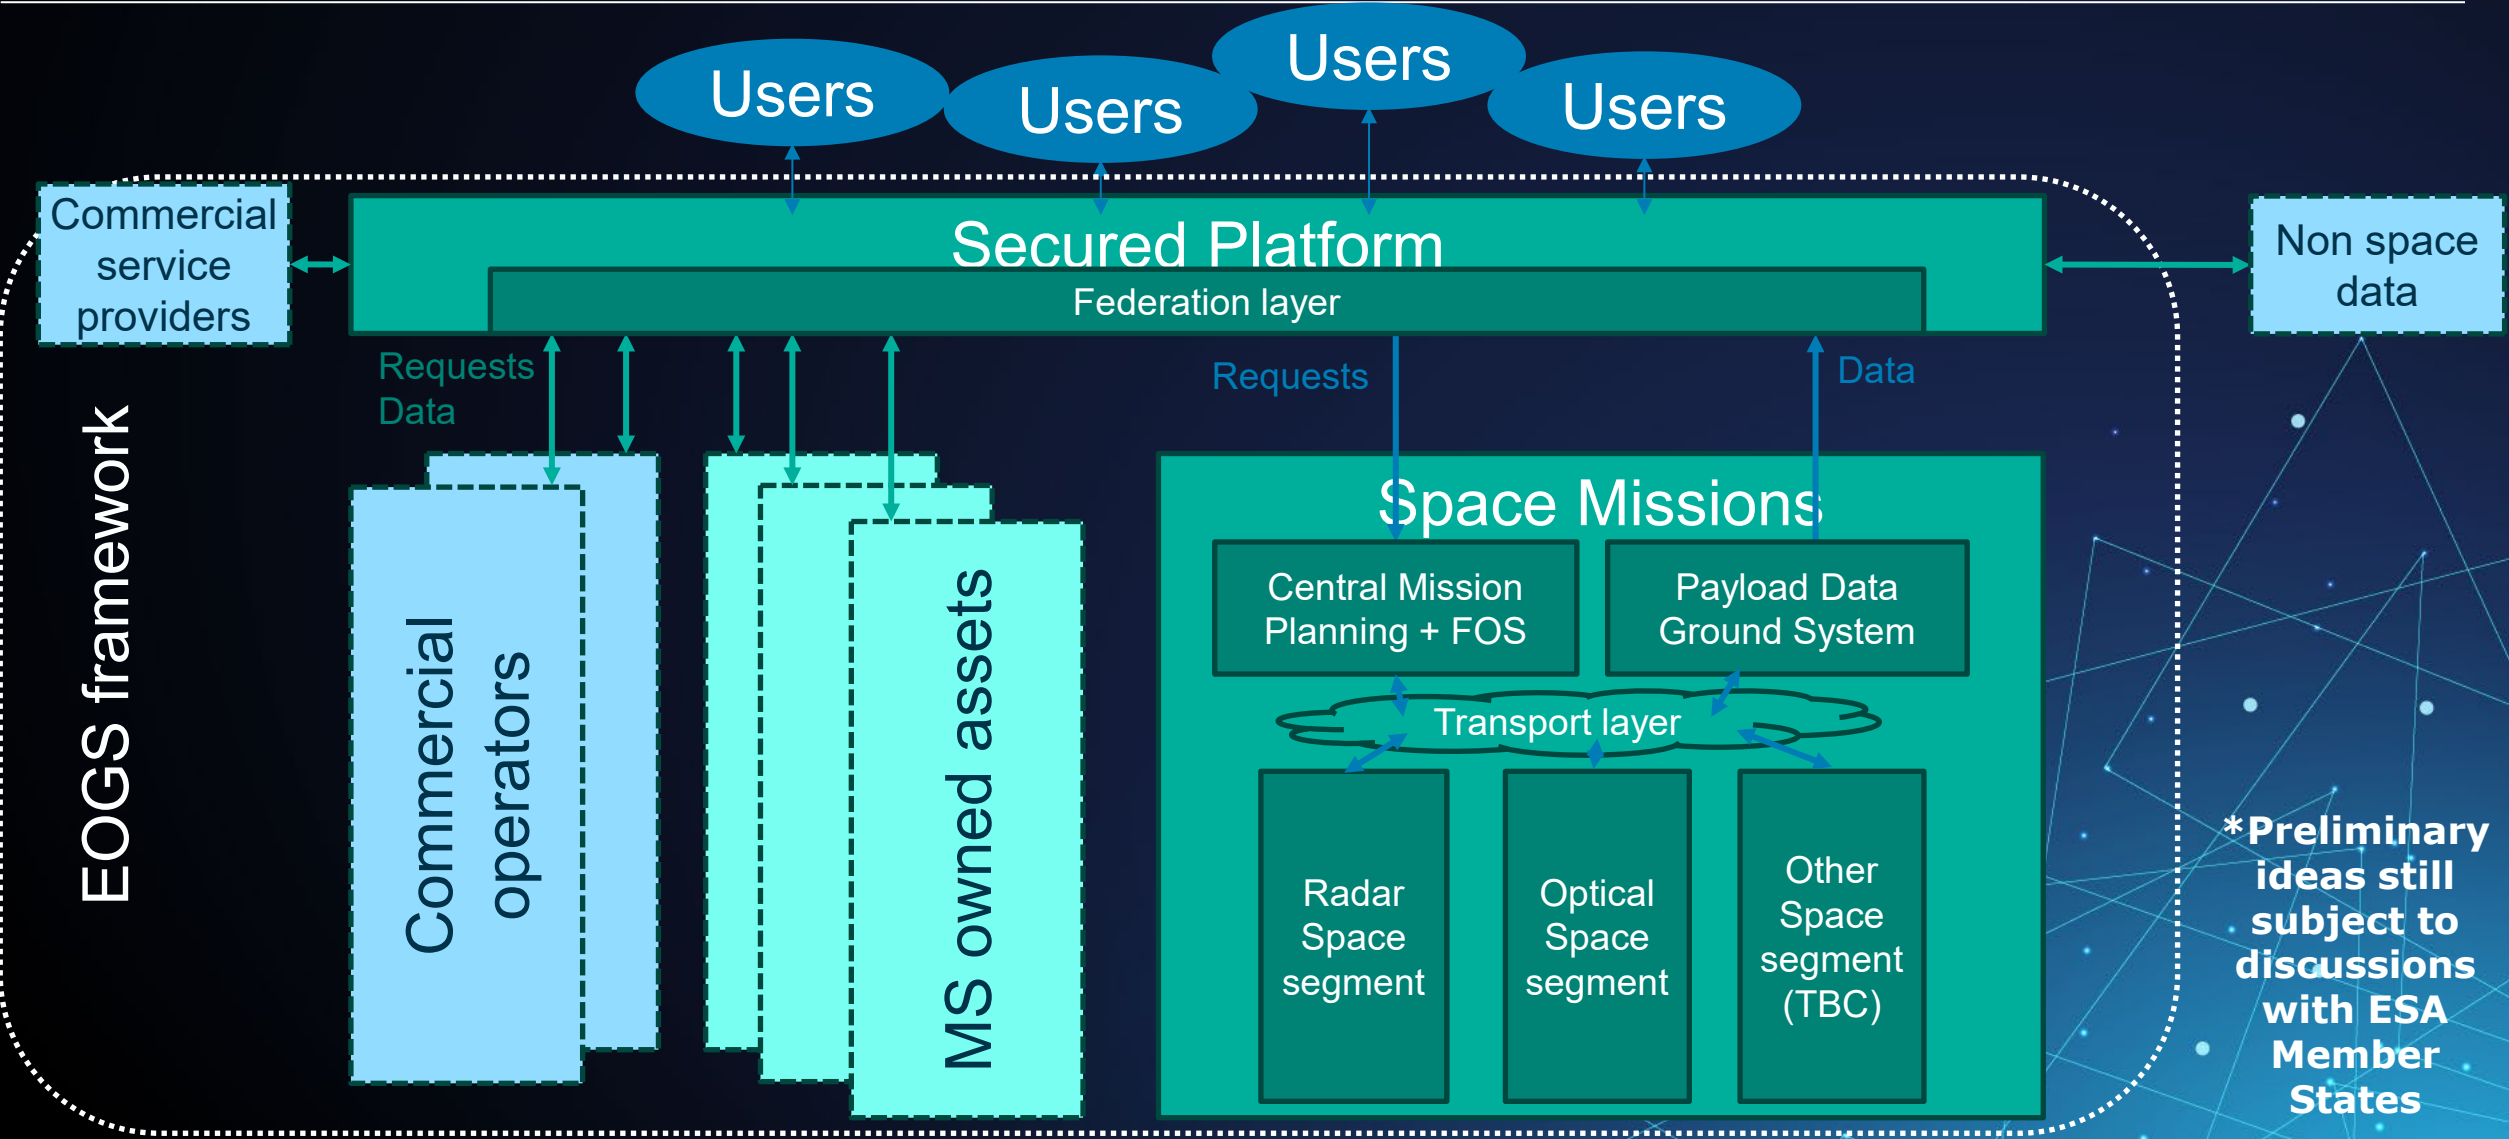 Users
Users
Users
Users
Commercial
service
providers
Secured Platform
Federation layer
Non space
data
Requests
Data
Requests
Data
EOGS framework
Commercial
operators
MS owned assets
Space Missions
Central Mission
Planning + FOS
Payload Data
Ground System
Transport layer
Radar
Space
segment
Optical
Space
segment
Other
Space
segment
(TBC)
*Preliminary
ideas still
subject to
discussions
with ESA
Member
States